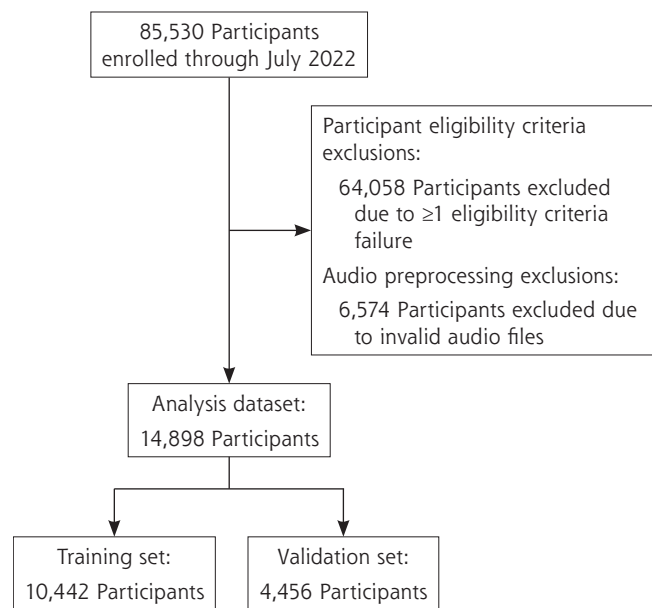 85,530 Participants
enrolled through July 2022
Participant eligibility criteria
exclusions:
64,058 Participants excluded
due to ≥1 eligibility criteria
failure
Audio preprocessing exclusions:
6,574 Participants excluded due
to invalid audio files
Analysis dataset:
14,898 Participants
Training set:
10,442 Participants
Validation set:
4,456 Participants